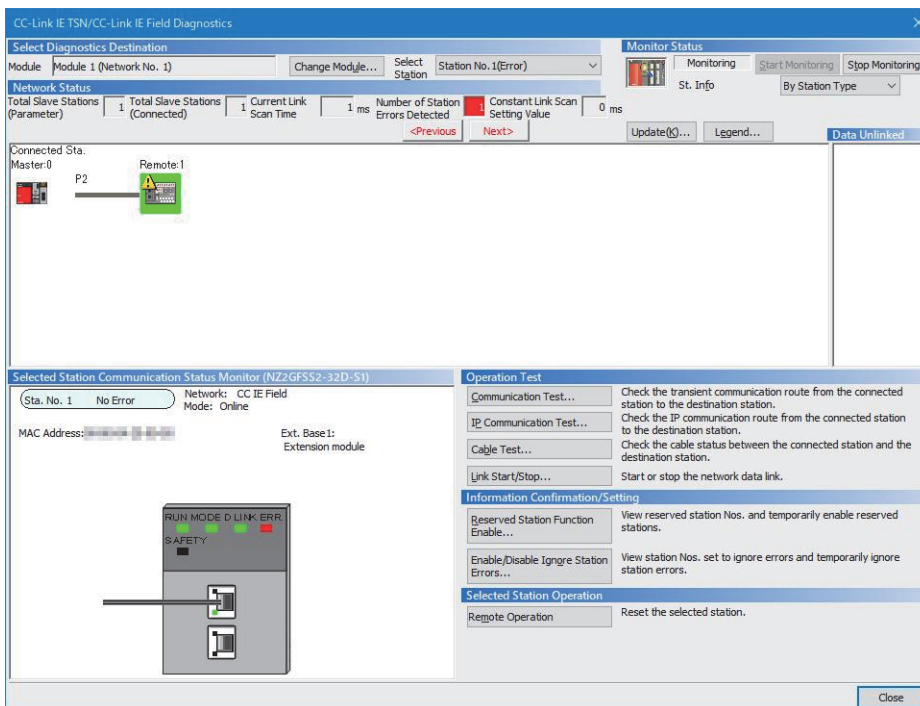 CC-Link IE TSN/CC-Link IE Field Diagnostics
Select Diagnostics Destination
Module Module 1 (Network No. 1) Change Module... Select Station Station No.1(Error)
Monitor Status
Monitoring Start Monitoring Stop Monitoring
St. Info By Station Type
Network Status
Total Slave Stations (Parameter) 1 Total Slave Stations (Connected) 1 Current Link Scan Time 1 ms Number of Station Errors Detected 1 Constant Link Scan Setting Value 0 ms
<Previous Next> Update(K)... Legend... Data Unlinked
Connected Sta.
Master:0 Remote:1
P2
Selected Station Communication Status Monitor (NZ2GFSS2-32D-S1)
Sta. No. 1 No Error
Network: CC IE Field
Mode: Online
MAC Address:
Ext. Base1:
Extension module
RUN MODE D LINK ERR
SAFETY
Operation Test
Communication Test... Check the transient communication route from the connected
station to the destination station.
IP Communication Test... Check the IP communication route from the connected station
to the destination station.
Cable Test... Check the cable status between the connected station and the
destination station.
Link Start/Stop... Start or stop the network data link.
Information Confirmation/Setting
Reserved Station Function Enable... View reserved station Nos. and temporarily enable reserved
stations.
Enable/Disable Ignore Station Errors... View station Nos. set to ignore errors and temporarily ignore
station errors.
Selected Station Operation
Remote Operation Reset the selected station.
Close